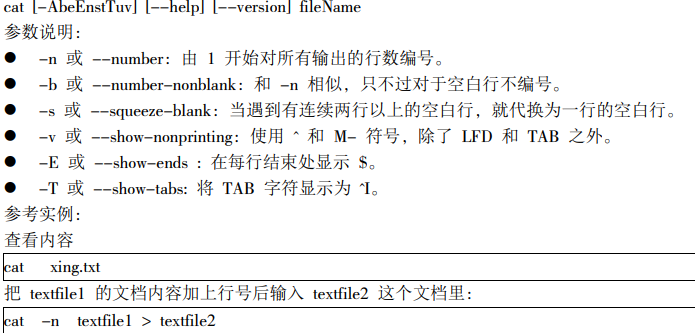 cat [-AbeEnstTuv] [--help] [--version] fileName
参数说明：
● -n 或 --number：由 1 开始对所有输出的行数编号。
● -b 或 --number-nonblank：和 -n 相似，只不过对于空白行不编号。
● -s 或 --squeeze-blank：当遇到有连续两行以上的空白行，就代换为一行的空白行。
● -v 或 --show-nonprinting：使用 ^ 和 M- 符号，除了 LFD 和 TAB 之外。
● -E 或 --show-ends : 在每行结束处显示 $。
● -T 或 --show-tabs: 将 TAB 字符显示为 ^I。
参考实例：
查看内容
cat xing.txt
把 textfile1 的文档内容加上行号后输入 textfile2 这个文档里：
cat -n textfile1 > textfile2